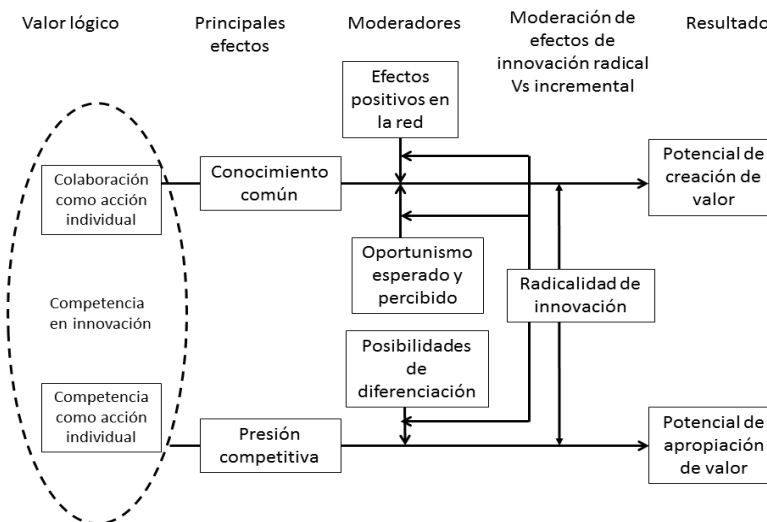 Valor lógico
Principales
efectos
Moderadores
Moderación de
efectos de
innovación radical
Vs incremental
Resultado
Efectos
positivos en
la red
Colaboración
como acción
individual
Conocimiento
común
Potencial de
creación de
valor
Oportunismo
esperado y
percibido
Radicalidad de
innovación
Competencia
en innovación
Posibilidades
de
diferenciación
Competencia
como acción
individual
Presión
competitiva
Potencial de
apropiación
de valor